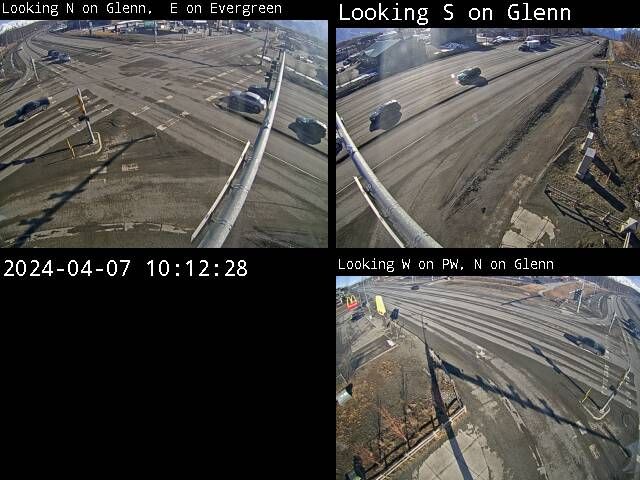 Looking N on Glenn,  E on Evergreen
Looking S on Glenn
2024-04-07 10:12:28
Looking W on PW, N on Glenn